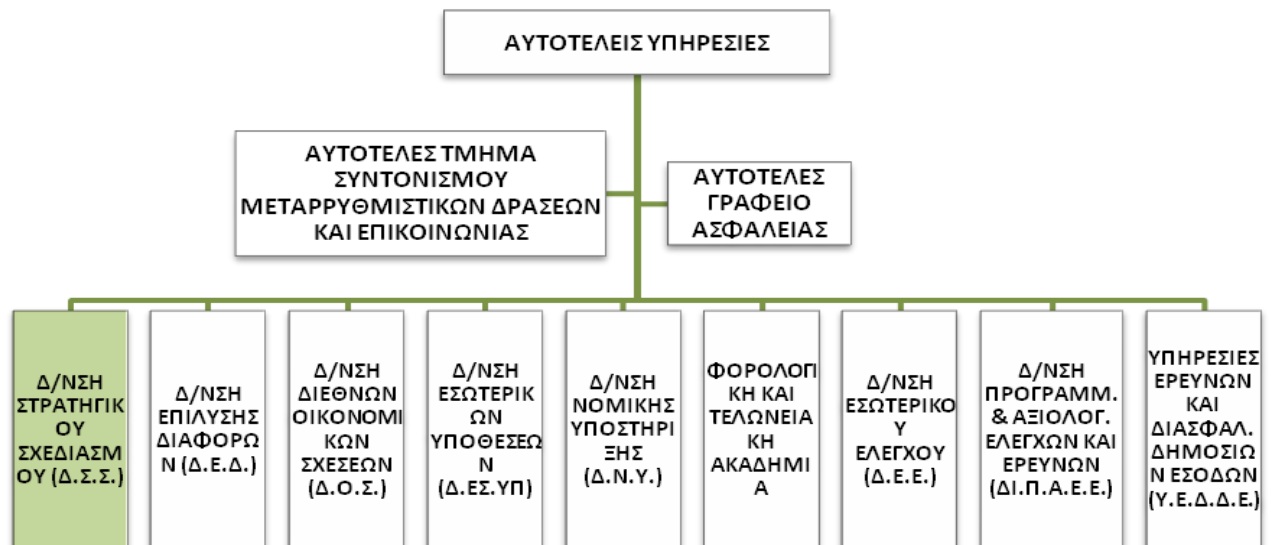 ΑΥΤΟΤΕΛΕΙΣ ΥΠΗΡΕΣΙΕΣ
ΑΥΤΟΤΕΛΕΣ ΤΜΗΜΑ
ΣΥΝΤΟΝΙΣΜΟΥ
ΜΕΤΑΡΡΥΘΜΙΣΤΙΚΩΝ ΔΡΑΣΕΩΝ
ΚΑΙ ΕΠΙΚΟΙΝΩΝΙΑΣ
ΑΥΤΟΤΕΛΕΣ
ΓΡΑΦΕΙΟ
ΑΣΦΑΛΕΙΑΣ
Δ/ΝΣΗ
ΣΤΡΑΤΗΓΙΚ
ΟΥ
ΣΧΕΔΙΑΣΜ
ΟΥ (Δ.Σ.Σ.)
Δ/ΝΣΗ
ΕΠΙΛΥΣΗΣ
ΔΙΑΦΟΡΩ
Ν (Δ.Ε.Δ.)
Δ/ΝΣΗ
ΔΙΕΘΝΩΝ
ΟΙΚΟΝΟΜΙ
ΚΩΝ
ΣΧΕΣΕΩΝ
(Δ.Ο.Σ.)
Δ/ΝΣΗ
ΕΣΩΤΕΡΙΚ
ΩΝ
ΥΠΟΘΕΣΕΩ
Ν
(Δ.ΕΣ.ΥΠ)
Δ/ΝΣΗ
ΝΟΜΙΚΗΣ
ΥΠΟΣΤΗΡΙ
ΞΗΣ
(Δ.Ν.Υ.)
ΦΟΡΟΛΟΓΙ
ΚΗ ΚΑΙ
ΤΕΛΩΝΕΙΑ
ΚΗ
ΑΚΑΔΗΜΙ
Α
Δ/ΝΣΗ
ΕΣΩΤΕΡΙΚΟ
Υ
ΕΛΕΓΧΟΥ
(Δ.Ε.Ε.)
Δ/ΝΣΗ
ΠΡΟΓΡΑΜΜ.
& ΑΞΙΟΛΟΓ.
ΕΛΕΓΧΩΝ ΚΑΙ
ΕΡΕΥΝΩΝ
(ΔΙ.Π.Α.Ε.Ε.)
ΥΠΗΡΕΣΙΕΣ
ΕΡΕΥΝΩΝ
ΚΑΙ
ΔΙΑΣΦΑΛ.
ΔΗΜΟΣΙΩ
Ν ΕΣΟΔΩΝ
(Υ.Ε.Δ.Δ.Ε.)